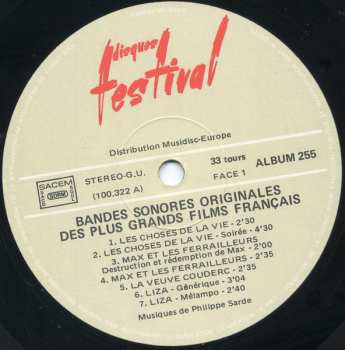 disques
festival
Distribution Musidisc-Europe
SACEM
SDRM
STEREO-G.U.
(100.322 A)
33 tours
FACE 1
ALBUM 255
BANDES SONORES ORIGINALES
DES PLUS GRANDS FILMS FRANÇAIS
1. LES CHOSES DE LA VIE - 2'30
2. LES CHOSES DE LA VIE - Soirée - 4'30
3. MAX ET LES FERRAILLEURS
Destruction et rédemption de Max - 2'00
4. MAX ET LES FERRAILLEURS - 2'35
5. LA VEUVE COUDERC - 2'35
6. LIZA - Générique - 3'04
7. LIZA - Mélampo - 2'40
Musiques de Philippe Sarde